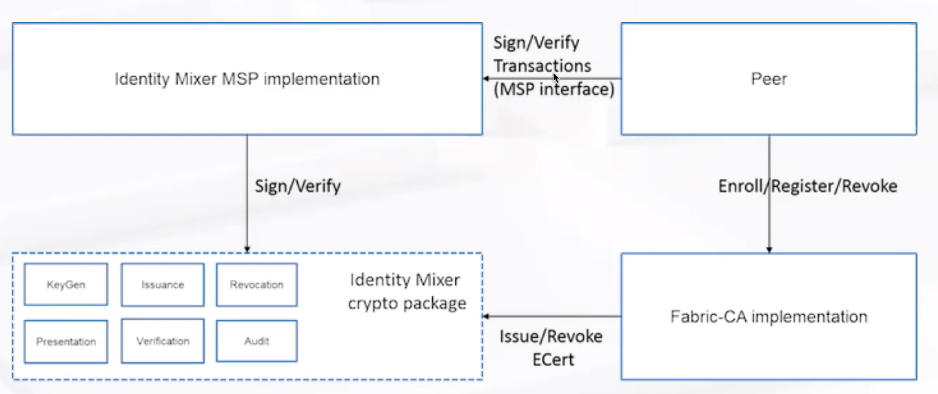 Identity Mixer MSP implementation
Sign/Verify
Transactions
(MSP interface)
Peer
Sign/Verify
Enroll/Register/Revoke
KeyGen
Issuance
Revocation
Presentation
Verification
Audit
Identity Mixer
crypto package
Issue/Revoke
ECert
Fabric-CA implementation